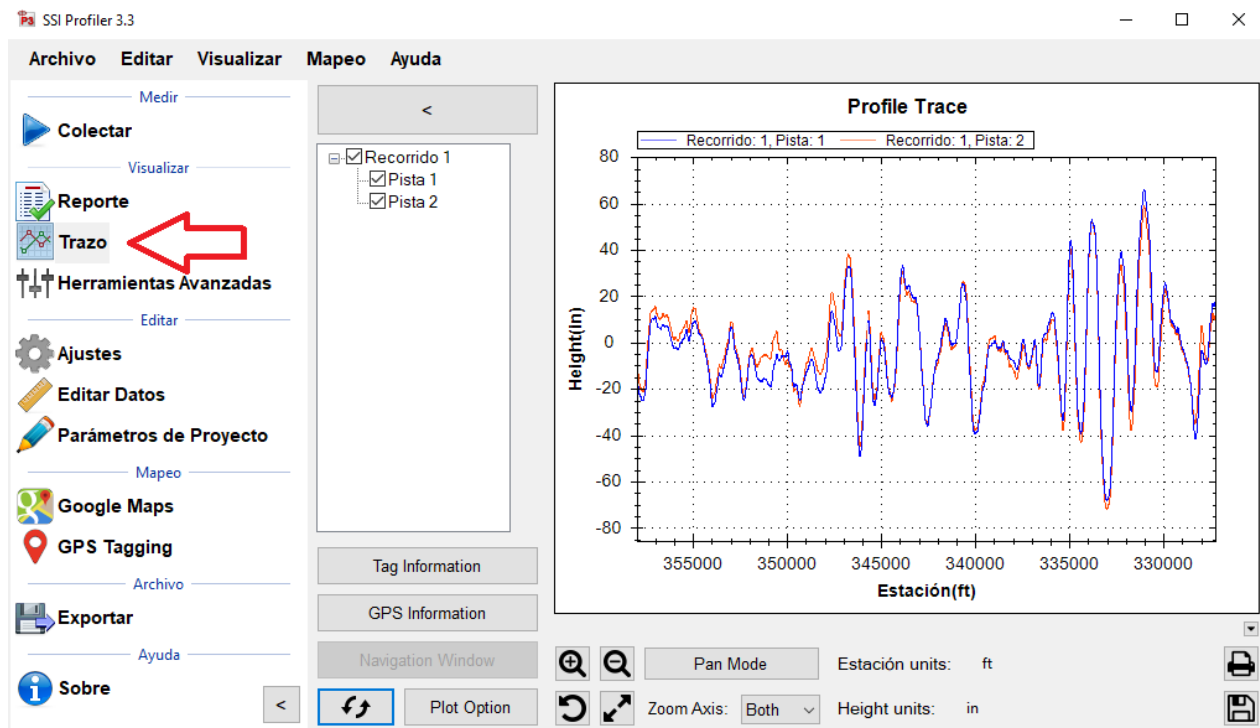 P3 SSI Profiler 3.3
Archivo Editar Visualizar Mapeo Ayuda
Medir
Colectar
Visualizar
Reporte
Trazo
Herramientas Avanzadas
Editar
Ajustes
Editar Datos
Parámetros de Proyecto
Mapeo
Google Maps
GPS Tagging
Archivo
Exportar
Ayuda
Sobre
<
<
Recorrido 1
Pista 1
Pista 2
Tag Information
GPS Information
Navigation Window
Plot Option
Profile Trace
Recorrido: 1, Pista: 1 Recorrido: 1, Pista: 2
Height(in)
80
60
40
20
0
-20
-40
-60
-80
355000 350000 345000 340000 335000 330000
Estación(ft)
Pan Mode Estación units: ft
Zoom Axis: Both Height units: in